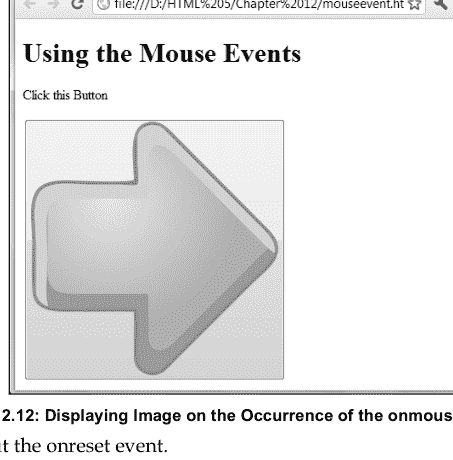 file:///D:/HTML%205/Chapter%2012/mouseevent.ht
Using the Mouse Events
Click this Button
2.12: Displaying Image on the Occurrence of the onmous
it the onreset event.